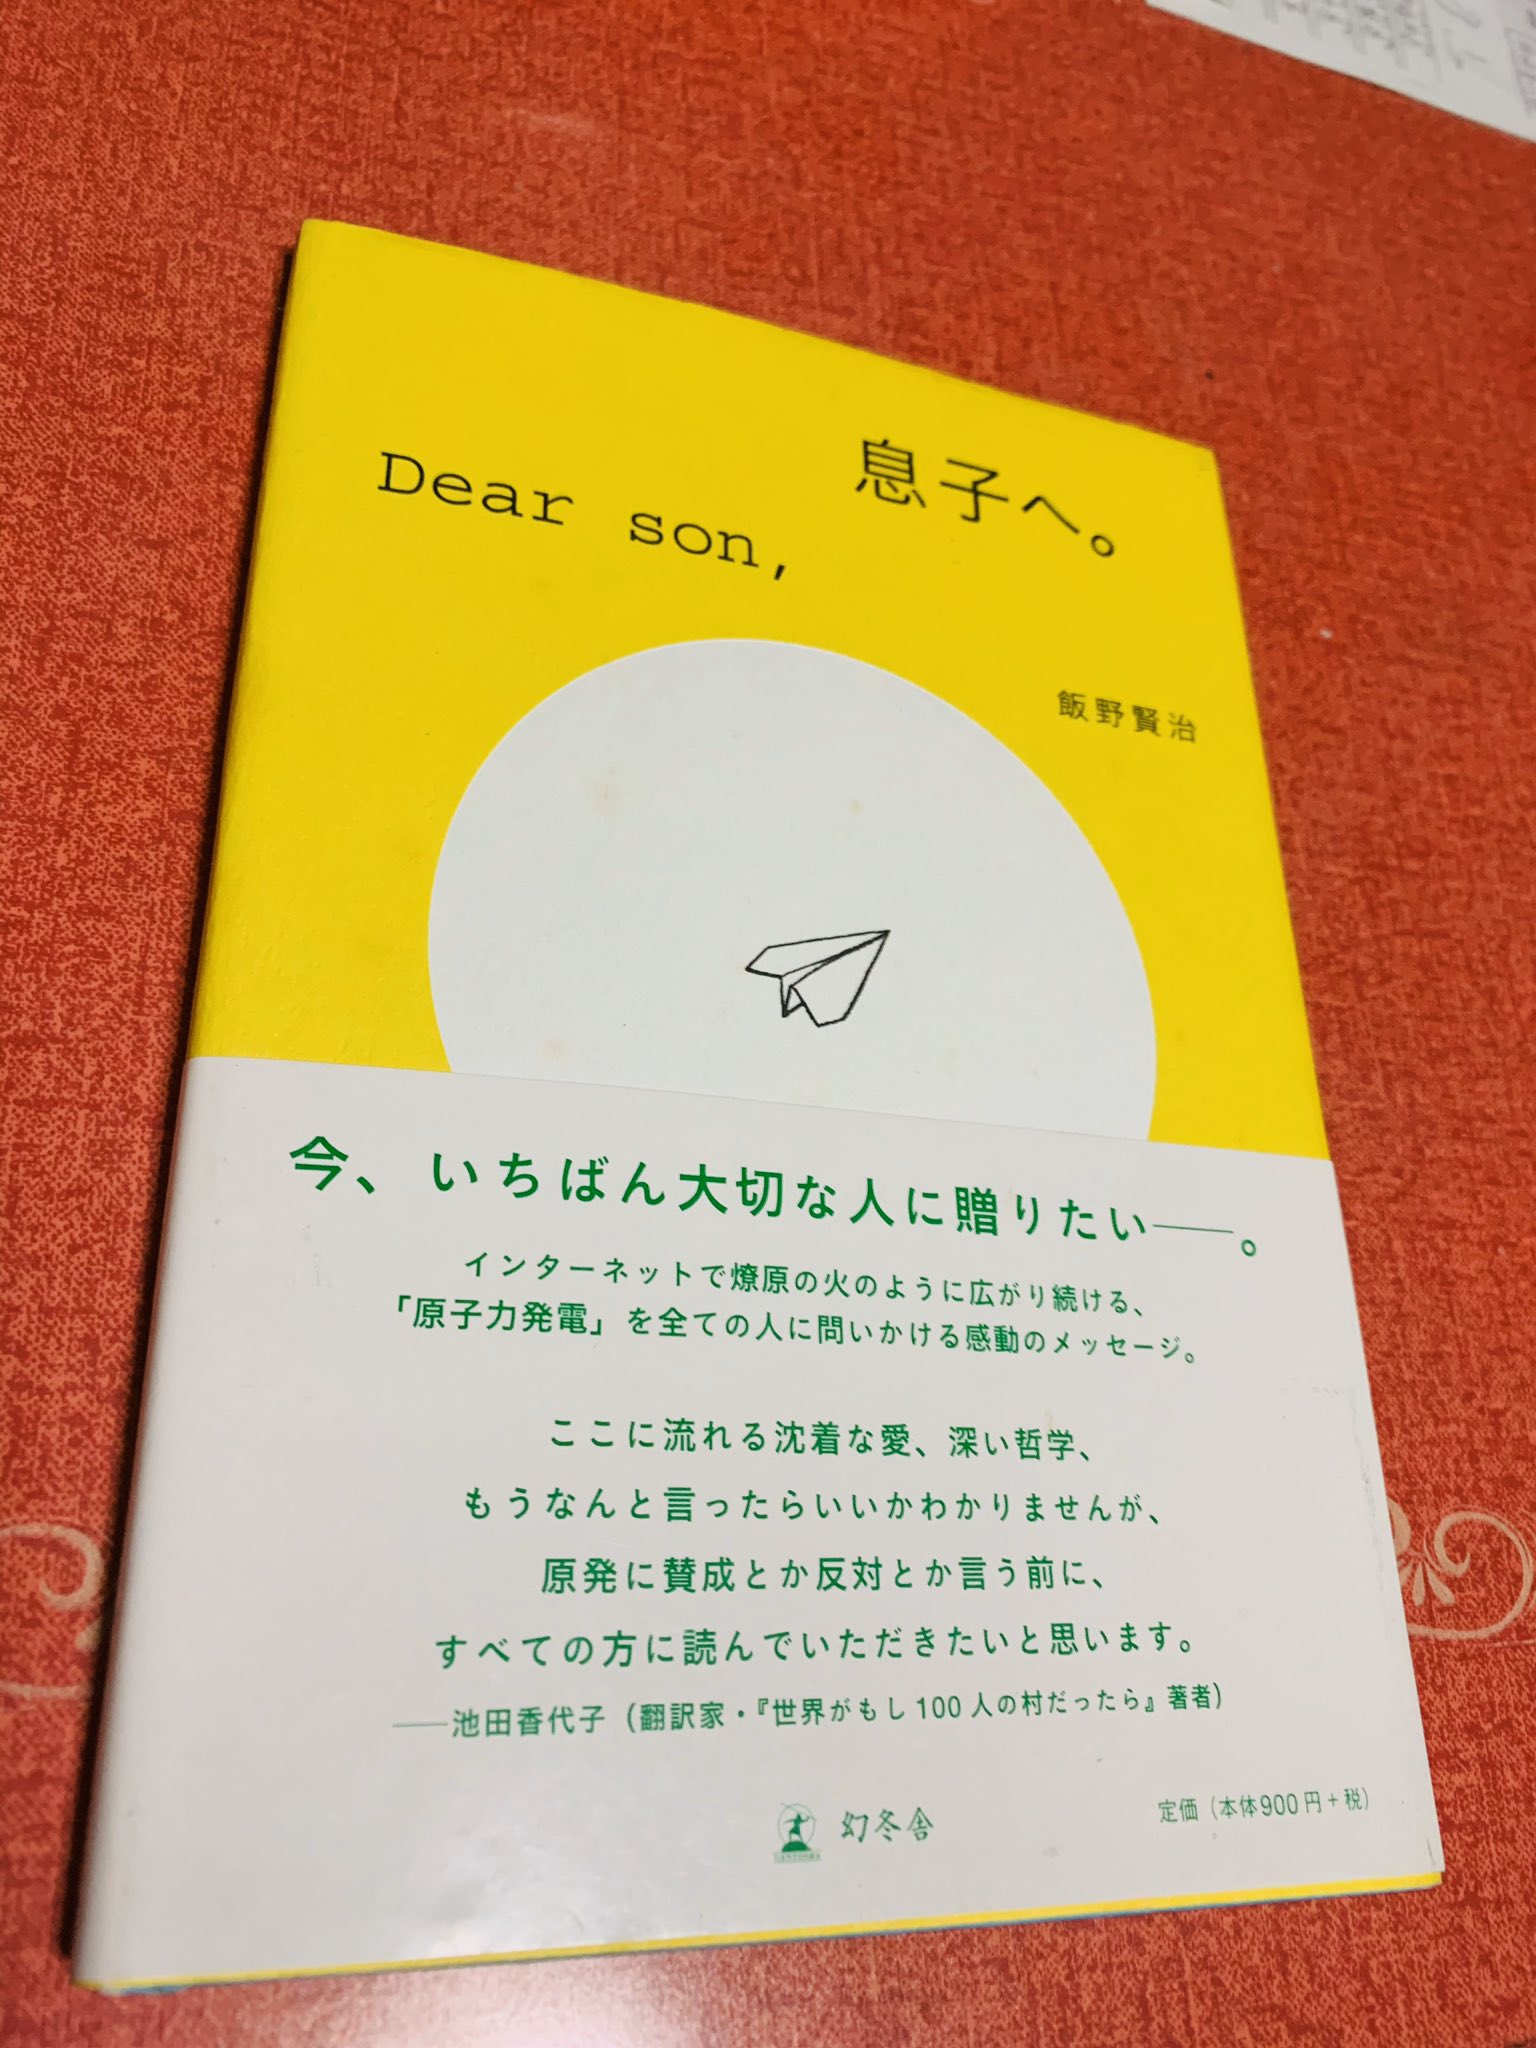 息子へ。
Dear son,
飯野賢治
今、いちばん大切な人に贈りたい——。
インターネットで燎原の火のように広がり続ける、
「原子力発電」を全ての人に問いかける感動のメッセージ。
ここに流れる沈着な愛、深い哲学、
もうなんと言ったらいいかわかりませんが、
原発に賛成とか反対とか言う前に、
すべての方に読んでいただきたいと思います。
——池田香代子（翻訳家・『世界がもし100人の村だったら』著者）
GENTOSHA
幻冬舎
定価（本体900円+税）